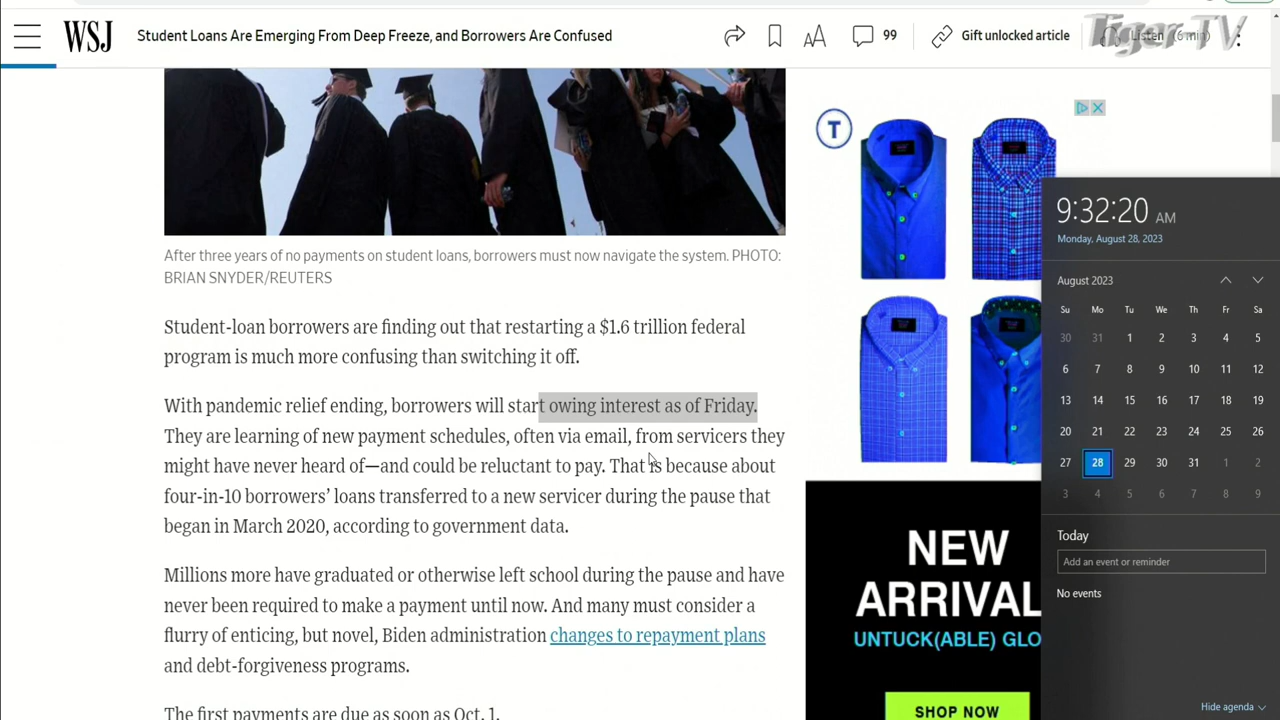 WSJ
Student Loans Are Emerging From Deep Freeze, and Borrowers Are Confused
AA
99
Gift unlocked article
Listen (6 min)
Tiger TV
After three years of no payments on student loans, borrowers must now navigate the system. PHOTO:
BRIAN SNYDER/REUTERS
Student-loan borrowers are finding out that restarting a $1.6 trillion federal
program is much more confusing than switching it off.
With pandemic relief ending, borrowers will start owing interest as of Friday.
They are learning of new payment schedules, often via email, from servicers they
might have never heard of—and could be reluctant to pay. That is because about
four-in-10 borrowers’ loans transferred to a new servicer during the pause that
began in March 2020, according to government data.
Millions more have graduated or otherwise left school during the pause and have
never been required to make a payment until now. And many must consider a
flurry of enticing, but novel, Biden administration changes to repayment plans
and debt-forgiveness programs.
The first payments are due as soon as Oct. 1.
T
NEW
ARRIVAL
UNTUCK(ABLE) GLO
SHOP NOW
9:32:20 AM
Monday, August 28, 2023
August 2023
Su Mo Tu We Th Fr Sa
30 31 1 2 3 4 5
6 7 8 9 10 11 12
13 14 15 16 17 18 19
20 21 22 23 24 25 26
27 28 29 30 31 1 2
3 4 5 6 7 8 9
Today
Add an event or reminder
No events
Hide agenda